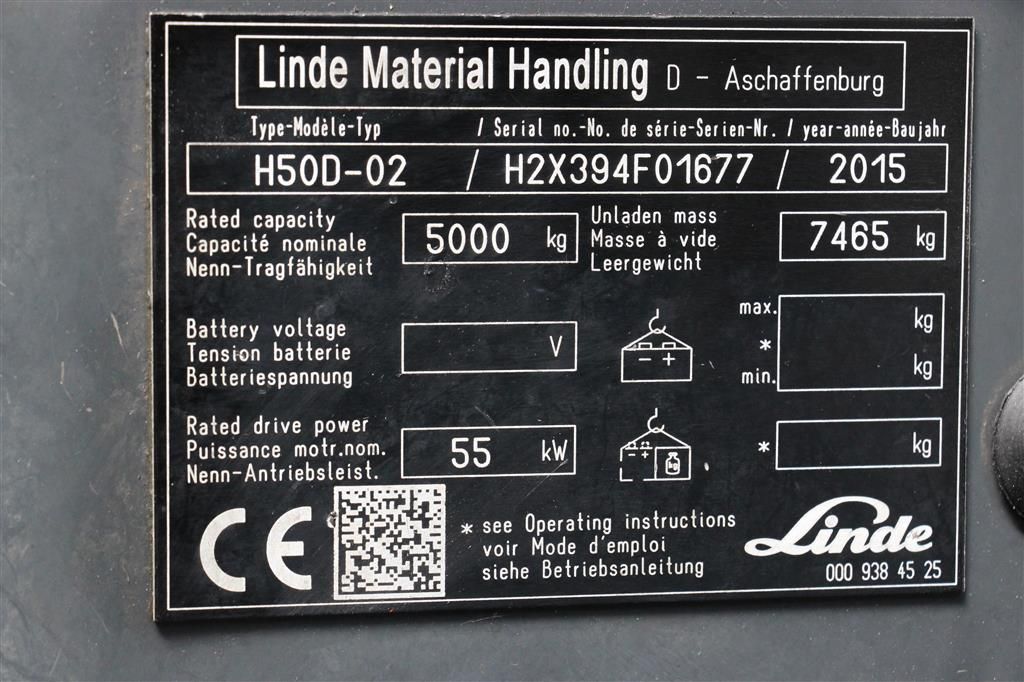 Linde Material Handling D - Aschaffenburg
Type-Modèle-Typ / Serial no.-No. de série-Serien-Nr. / year-année-Baujahr
H50D-02 / H2X394F01677 / 2015
Rated capacity
Capacité nominale
Nenn-Tragfähigkeit
5000 kg
Unladen mass
Masse à vide
Leergewicht
7465 kg
Battery voltage
Tension batterie
Batteriespannung
V
- +
max. kg
*
min. kg
Rated drive power
Puissance motr.nom.
Nenn-Antriebsleist.
55 kW
- +
kg
* kg
CE
* see Operating instructions
voir Mode d'emploi
siehe Betriebsanleitung
Linde
000 938 45 25